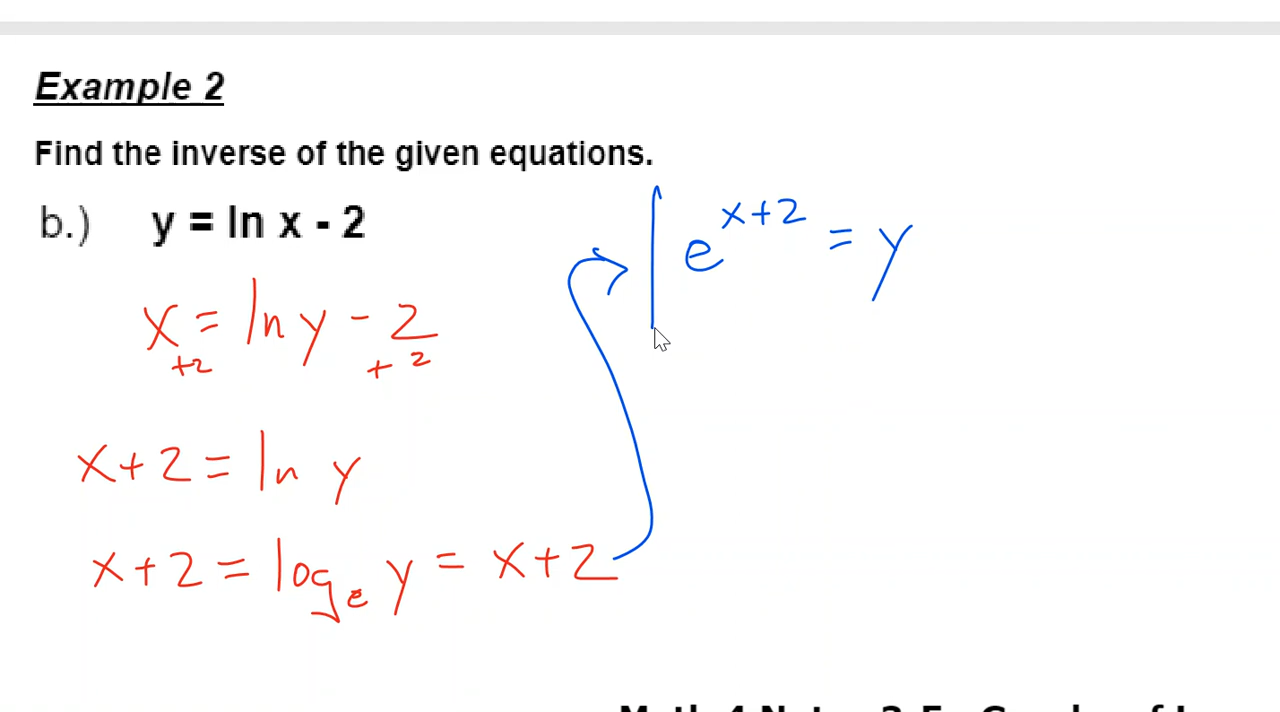 Example 2
Find the inverse of the given equations.
b.) y = ln x - 2
x = ln y - 2
+2 + 2
x+2 = ln y
x+2 = logₑ y = x+2
e^(x+2) = y